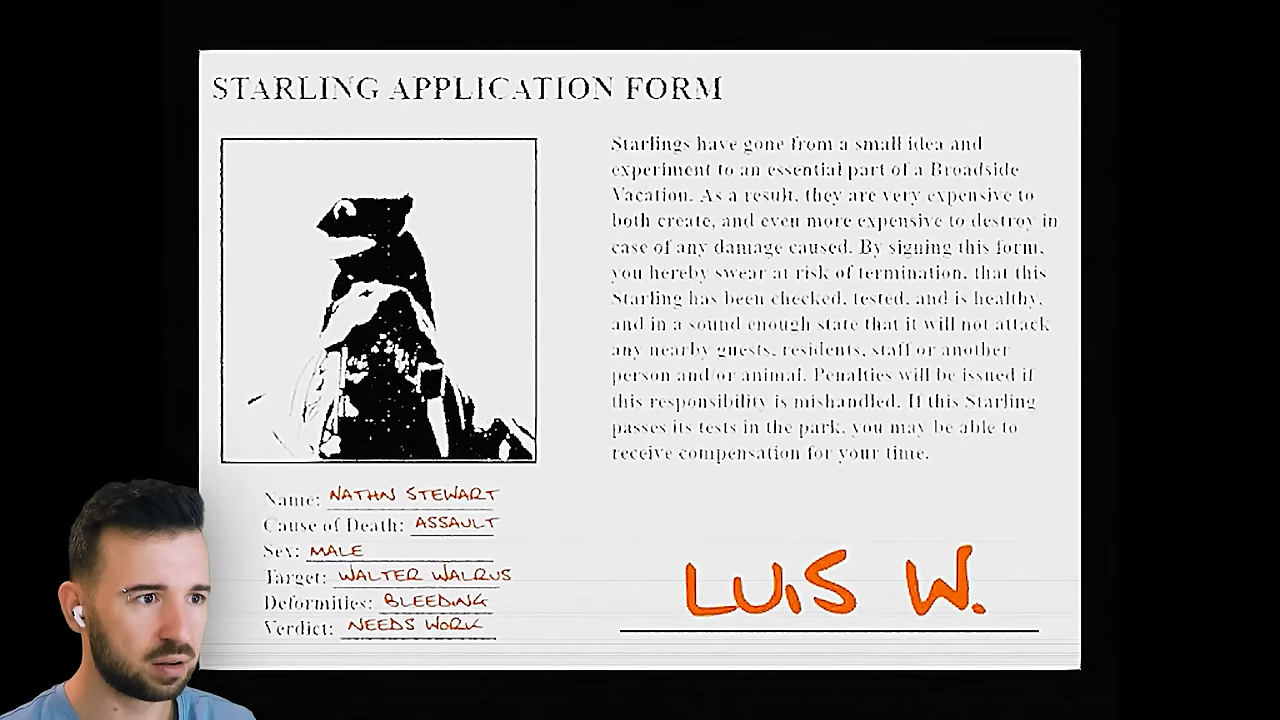 STARLING APPLICATION FORM
Starlings have gone from a small idea and
experiment to an essential part of a Broadside
Vacation. As a result, they are very expensive to
both create, and even more expensive to destroy in
case of any damage caused. By signing this form,
you hereby swear at risk of termination, that this
Starling has been checked, tested, and is healthy,
and in a sound enough state that it will not attack
any nearby guests, residents, staff or another
person and/or animal. Penalties will be issued if
this responsibility is mishandled. If this Starling
passes its tests in the park, you may be able to
receive compensation for your time.
Name: NATHN STEWART
Cause of Death: ASSAULT
Sex: MALE
Target: WALTER WALRUS
Deformities: BLEEDING
Verdict: NEEDS WORK
LUIS W.